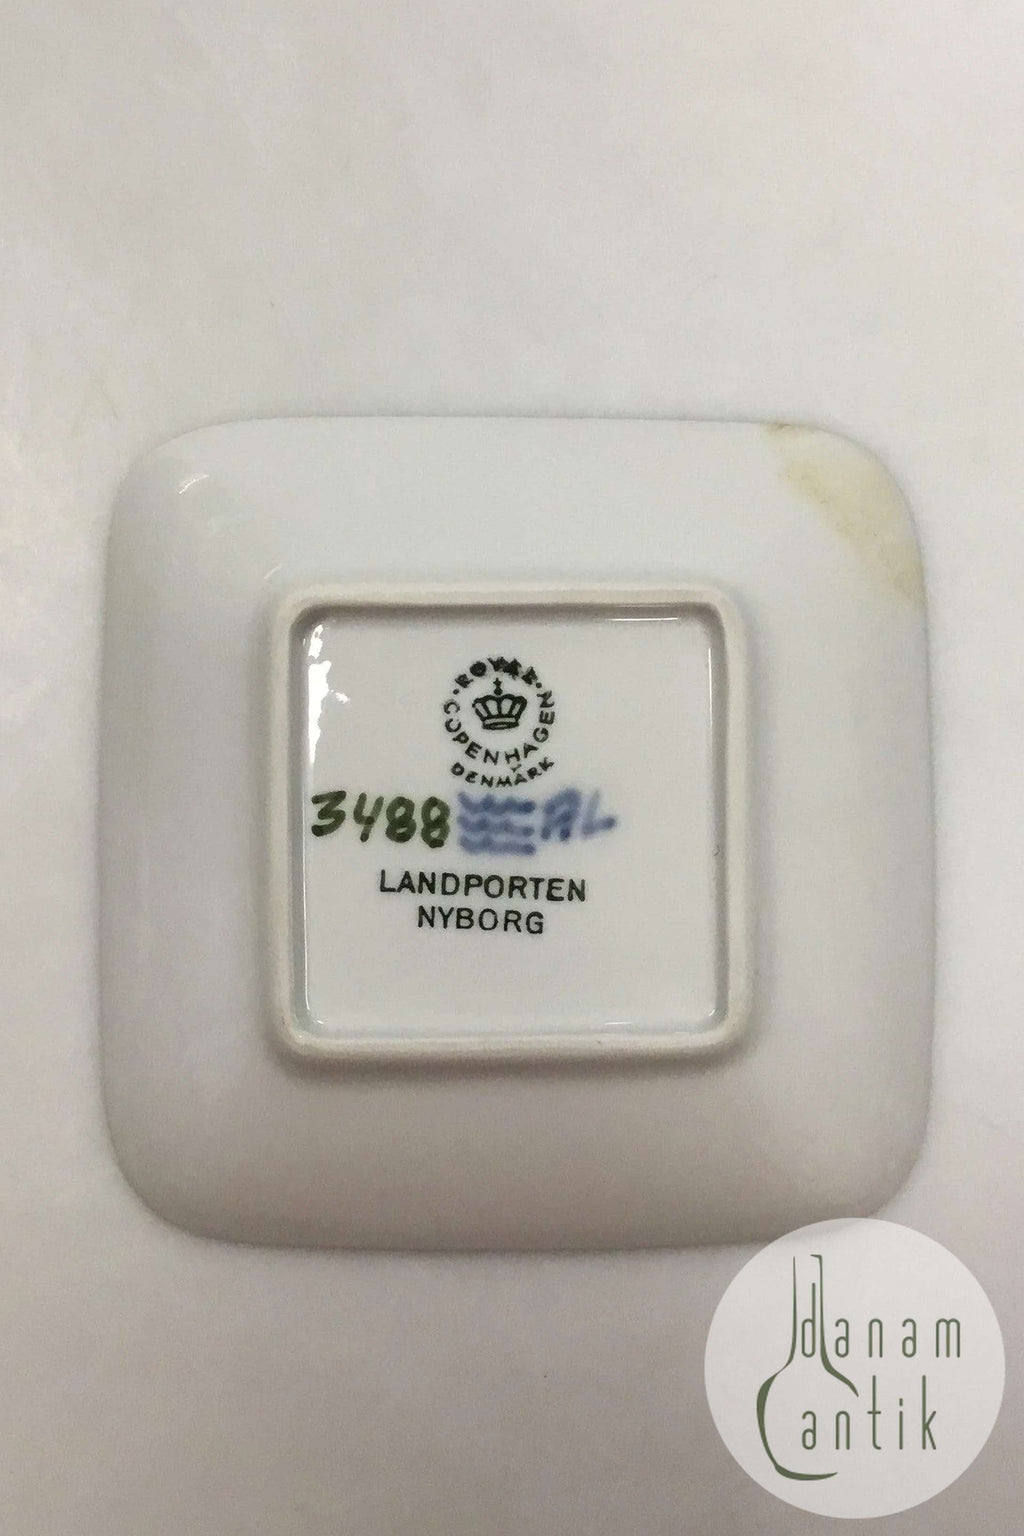 ROYAL
COPENHAGEN
DENMARK
3488 AL
LANDPORTEN
NYBORG
danam
antik